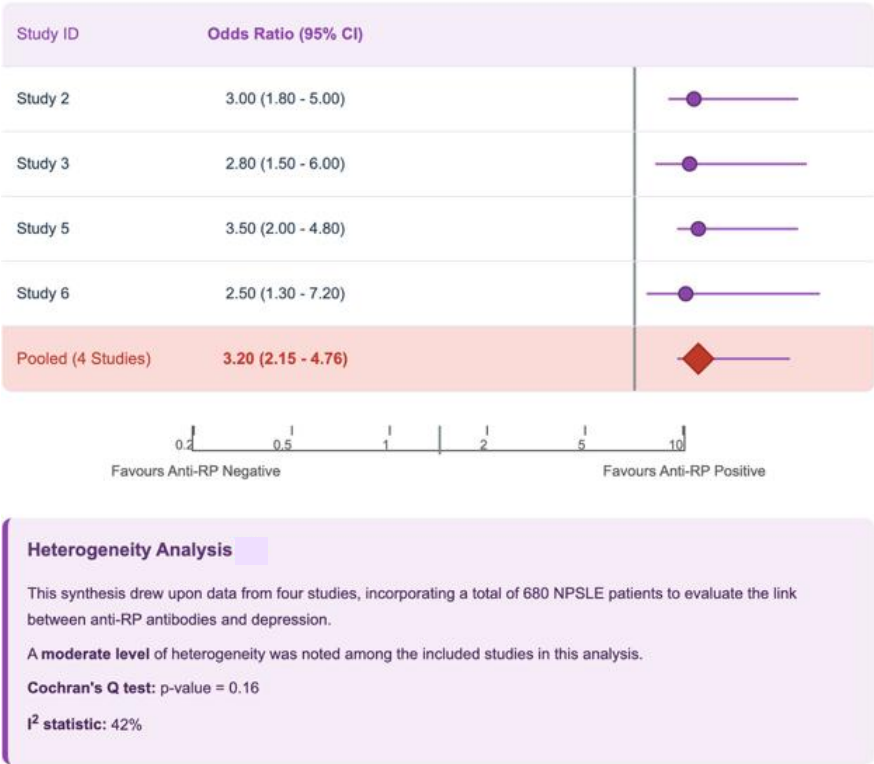 Study ID Odds Ratio (95% CI)
Study 2 3.00 (1.80 - 5.00)
Study 3 2.80 (1.50 - 6.00)
Study 5 3.50 (2.00 - 4.80)
Study 6 2.50 (1.30 - 7.20)
Pooled (4 Studies) 3.20 (2.15 - 4.76)
0.2 0.5 1 2 5 10
Favours Anti-RP Negative Favours Anti-RP Positive
Heterogeneity Analysis
This synthesis drew upon data from four studies, incorporating a total of 680 NPSLE patients to evaluate the link
between anti-RP antibodies and depression.
A moderate level of heterogeneity was noted among the included studies in this analysis.
Cochran's Q test: p-value = 0.16
I² statistic: 42%